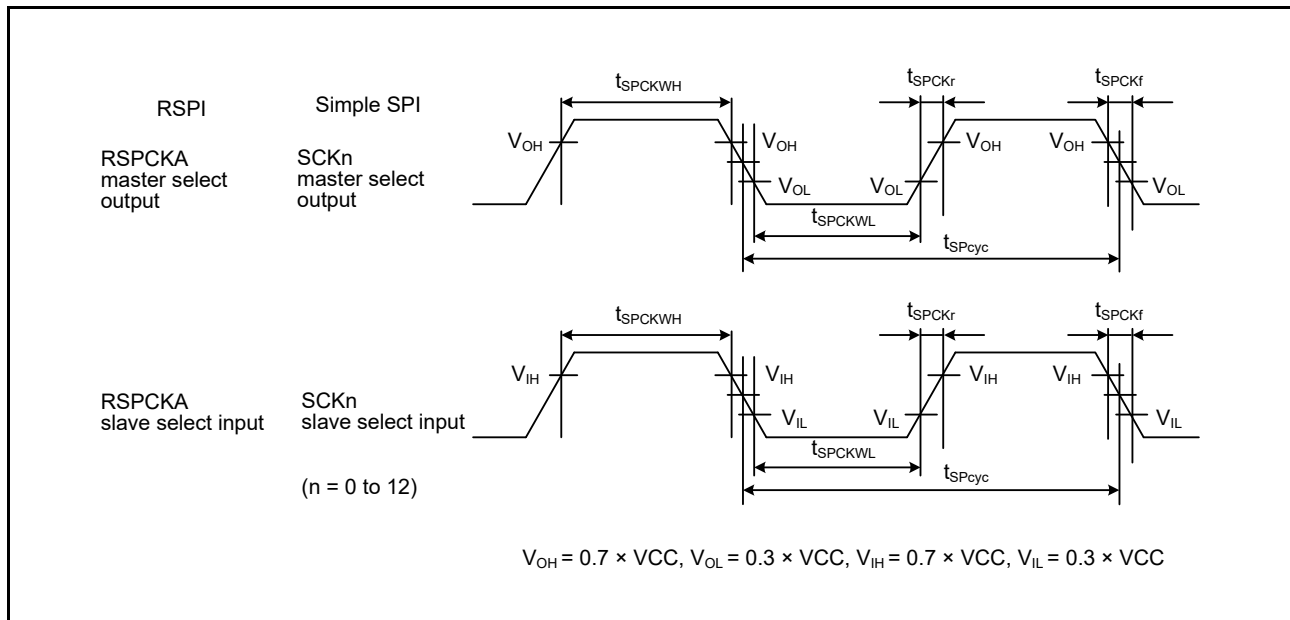 RSPI
Simple SPI
RSPCKA
master select
output
SCKn
master select
output
tSPCKWH
tSPCKr
tSPCKf
VOH
VOH
VOL
VOL
VOH
VOH
VOL
tSPCKWL
tSPcyc
RSPCKA
slave select input
SCKn
slave select input
(n = 0 to 12)
tSPCKWH
tSPCKr
tSPCKf
VIH
VIH
VIL
VIL
VIH
VIH
VIL
tSPCKWL
tSPcyc
VOH = 0.7 × VCC, VOL = 0.3 × VCC, VIH = 0.7 × VCC, VIL = 0.3 × VCC